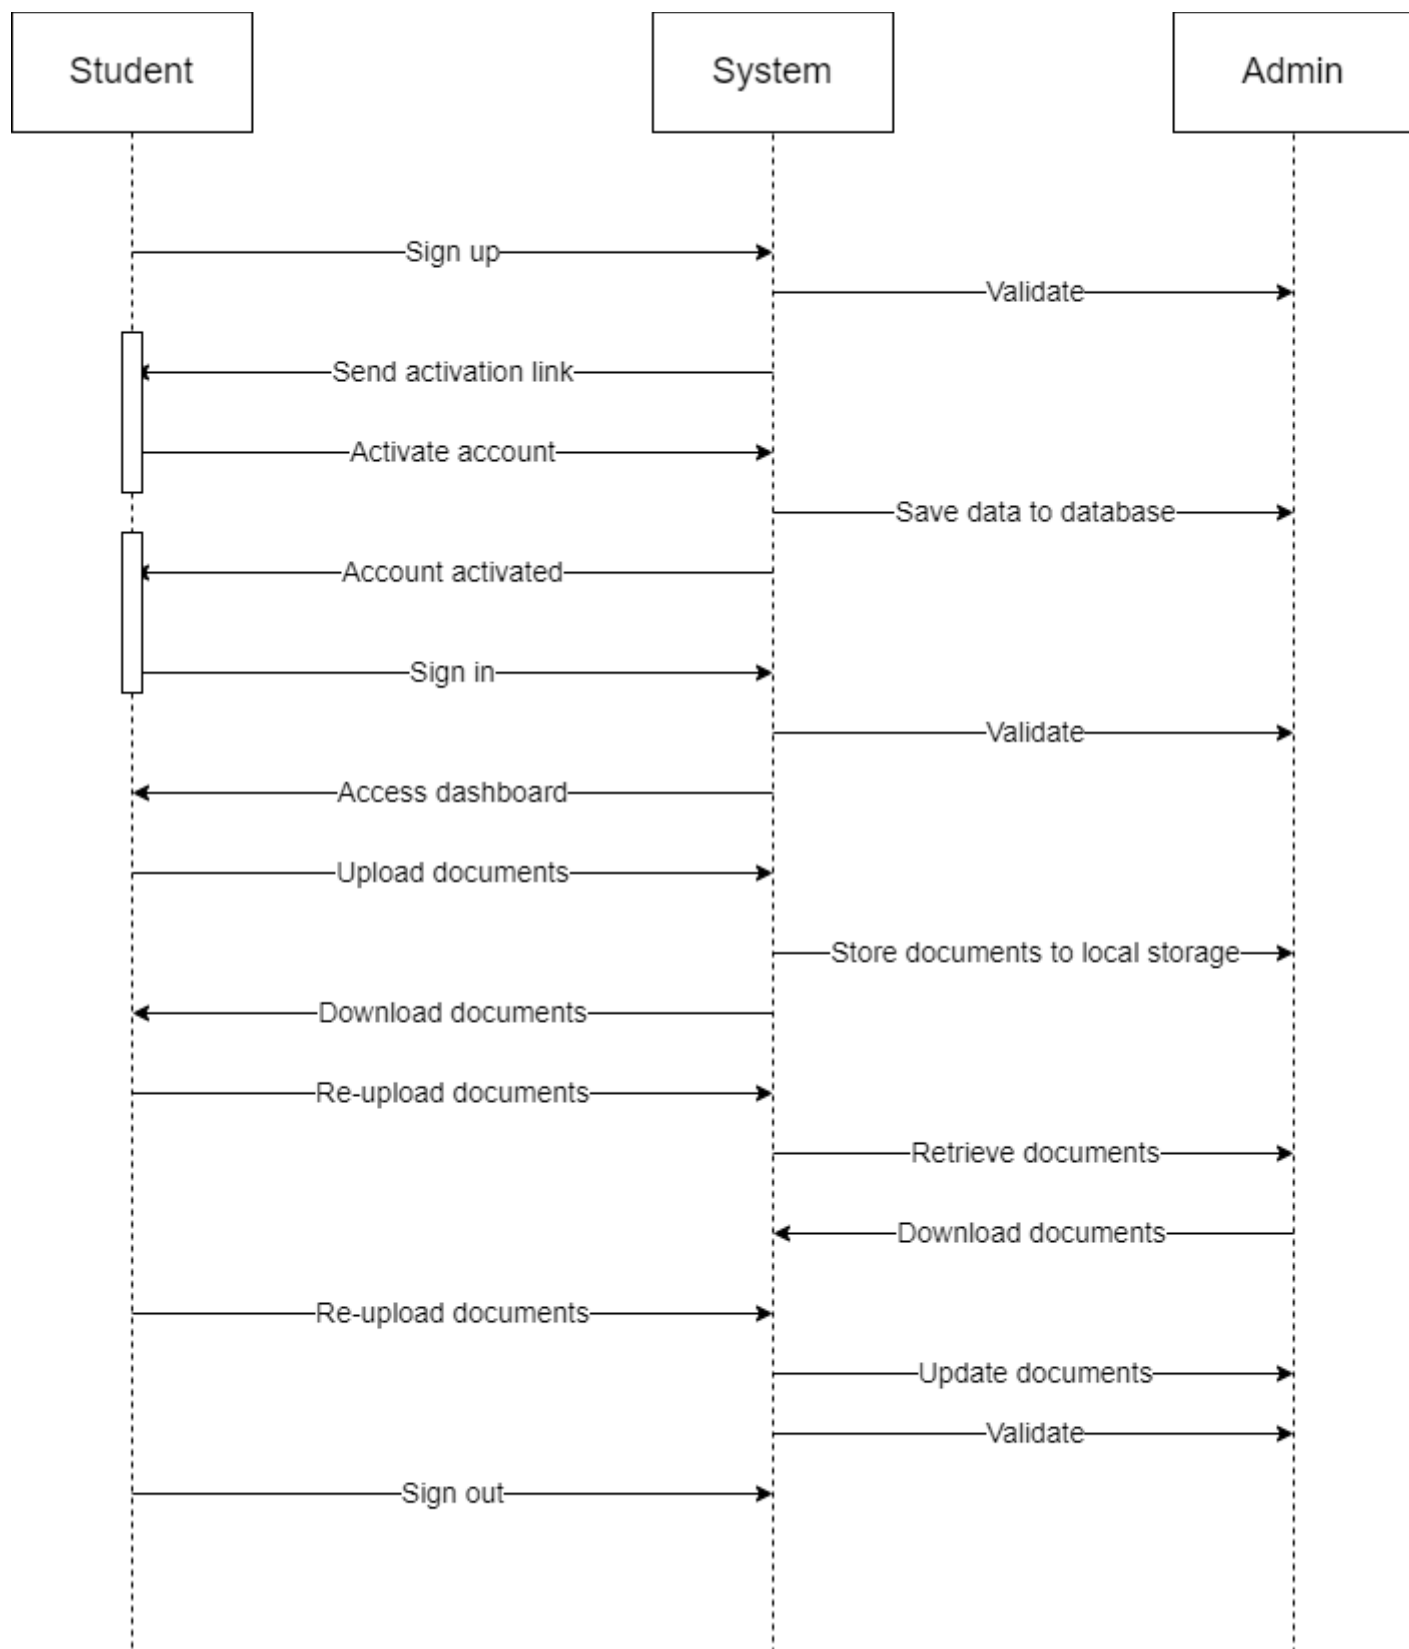 Student
System
Admin
Sign up
Validate
Send activation link
Activate account
Save data to database
Account activated
Sign in
Validate
Access dashboard
Upload documents
Store documents to local storage
Download documents
Re-upload documents
Retrieve documents
Download documents
Re-upload documents
Update documents
Validate
Sign out